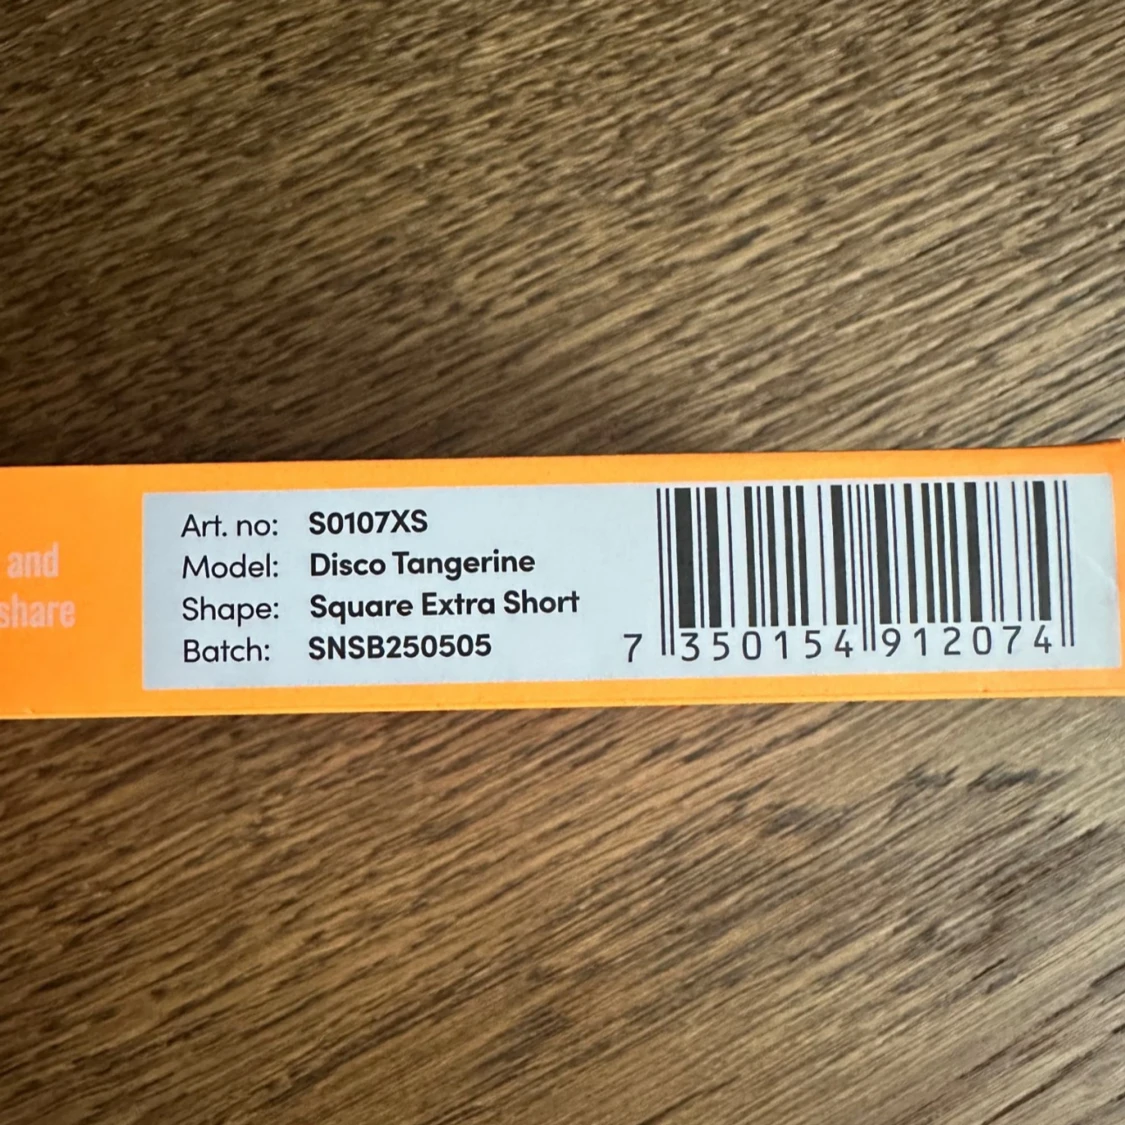 and
share
Art. no: S0107XS
Model: Disco Tangerine
Shape: Square Extra Short
Batch: SNSB250505
7 350154 912074